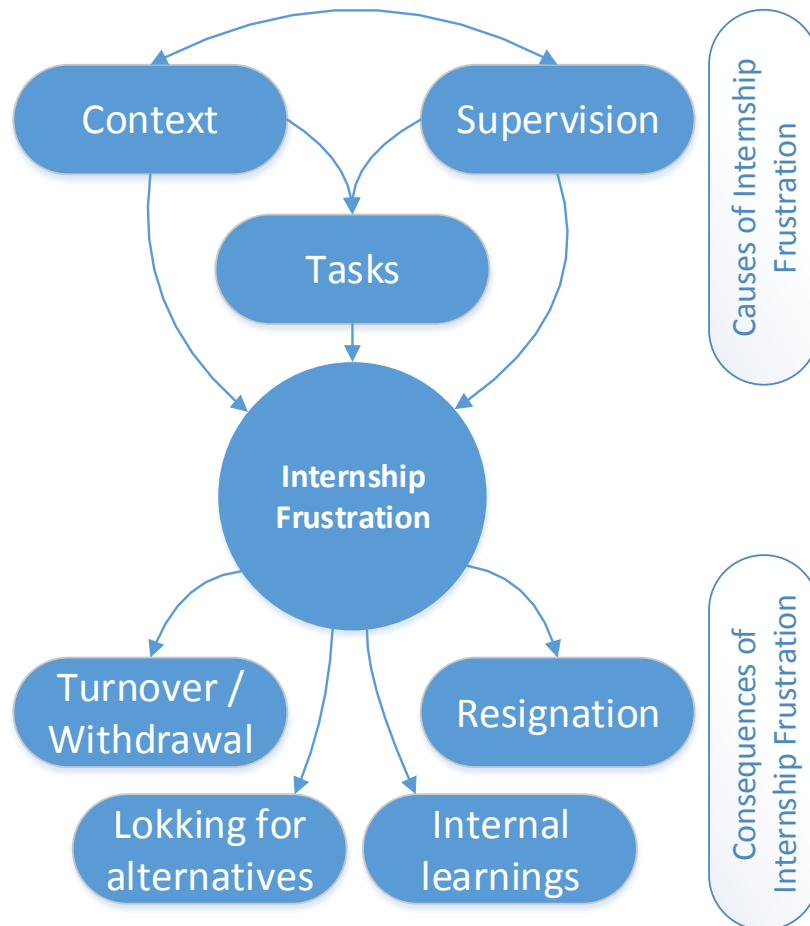 Context
Supervision
Causes of Internship
Frustration
Tasks
Internship
Frustration
Turnover /
Withdrawal
Resignation
Lokking for
alternatives
Internal
learnings
Consequences of
Internship Frustration